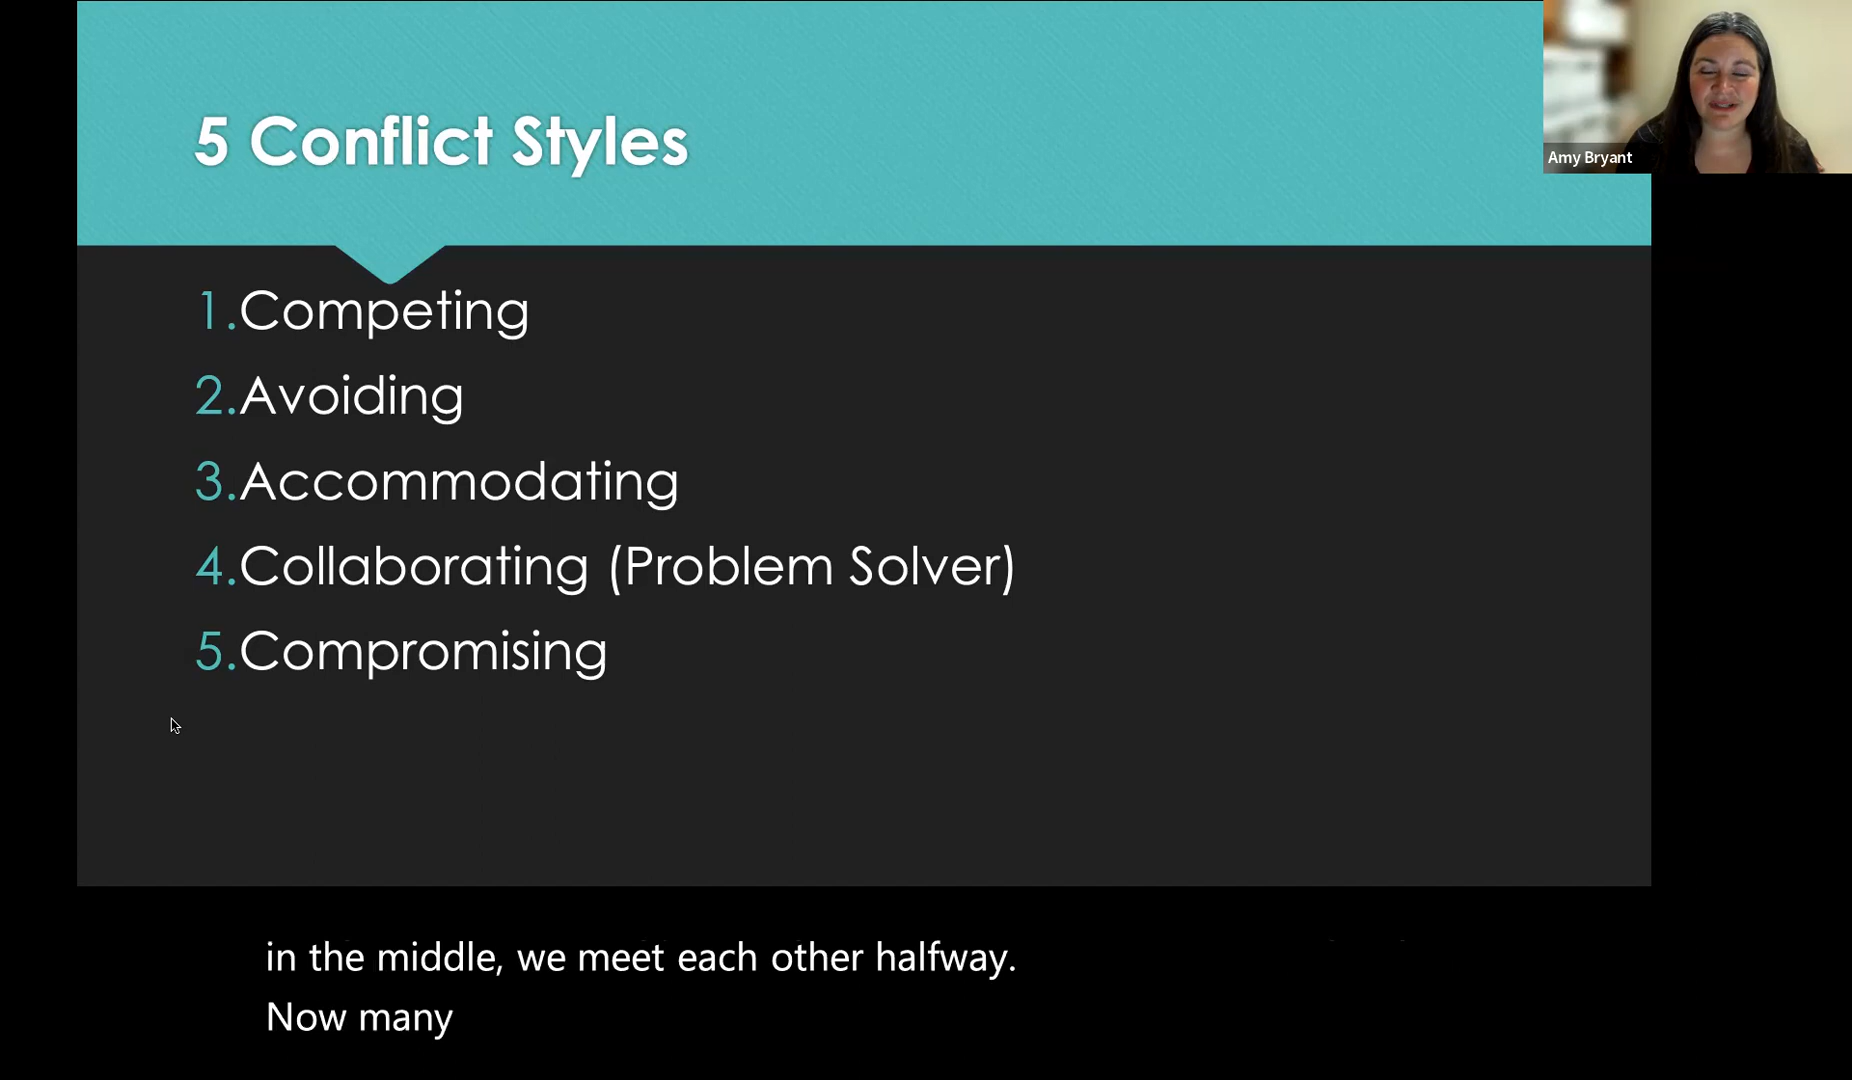 5 Conflict Styles
Amy Bryant
1.Competing
2.Avoiding
3.Accommodating
4.Collaborating (Problem Solver)
5.Compromising
in the middle, we meet each other halfway.
Now many